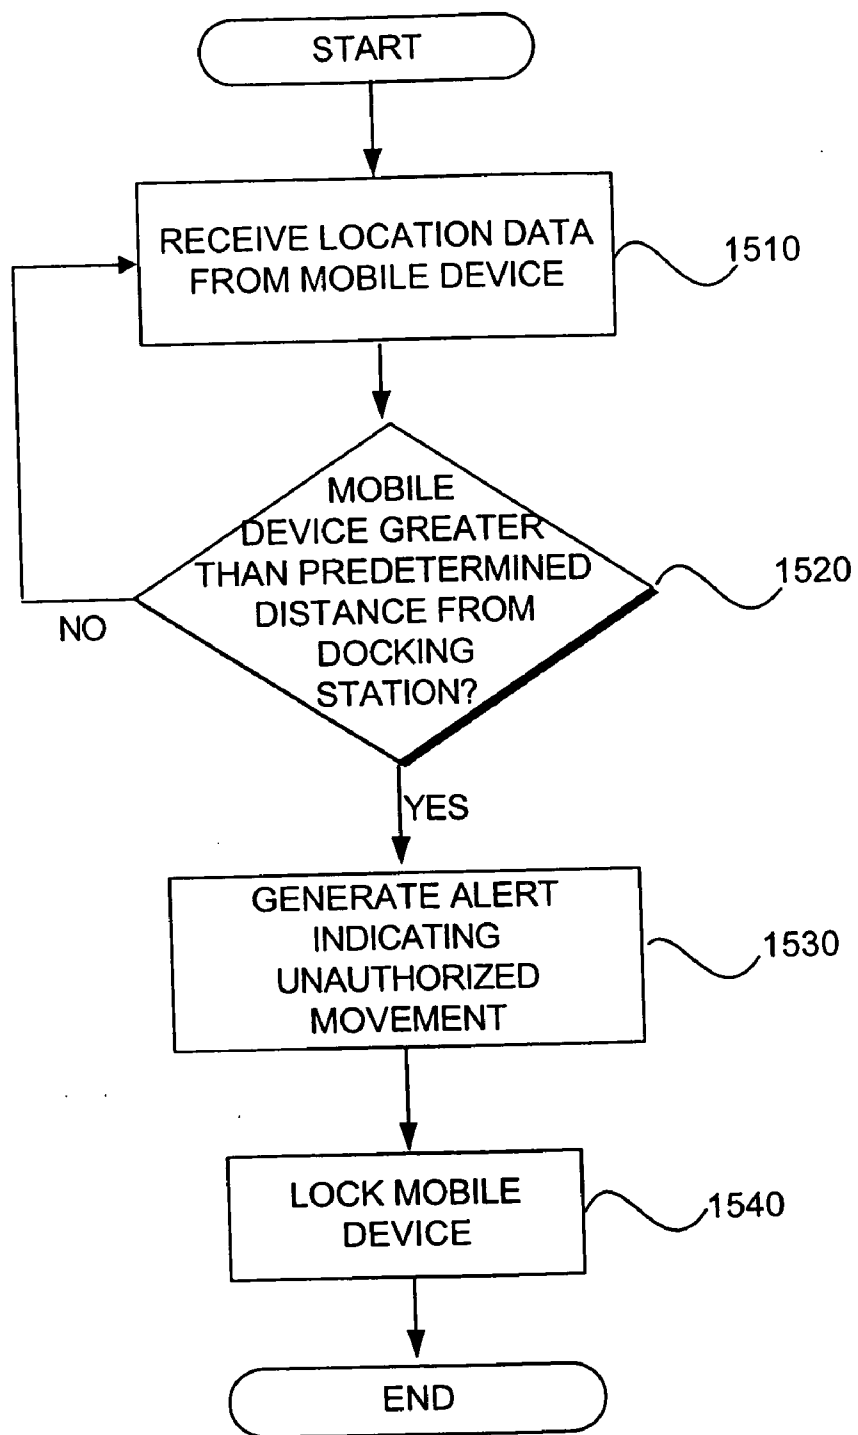 START
RECEIVE LOCATION DATA
FROM MOBILE DEVICE
1510
MOBILE
DEVICE GREATER
THAN PREDETERMINED
DISTANCE FROM
DOCKING
STATION?
1520
NO
YES
GENERATE ALERT
INDICATING
UNAUTHORIZED
MOVEMENT
1530
LOCK MOBILE
DEVICE
1540
END